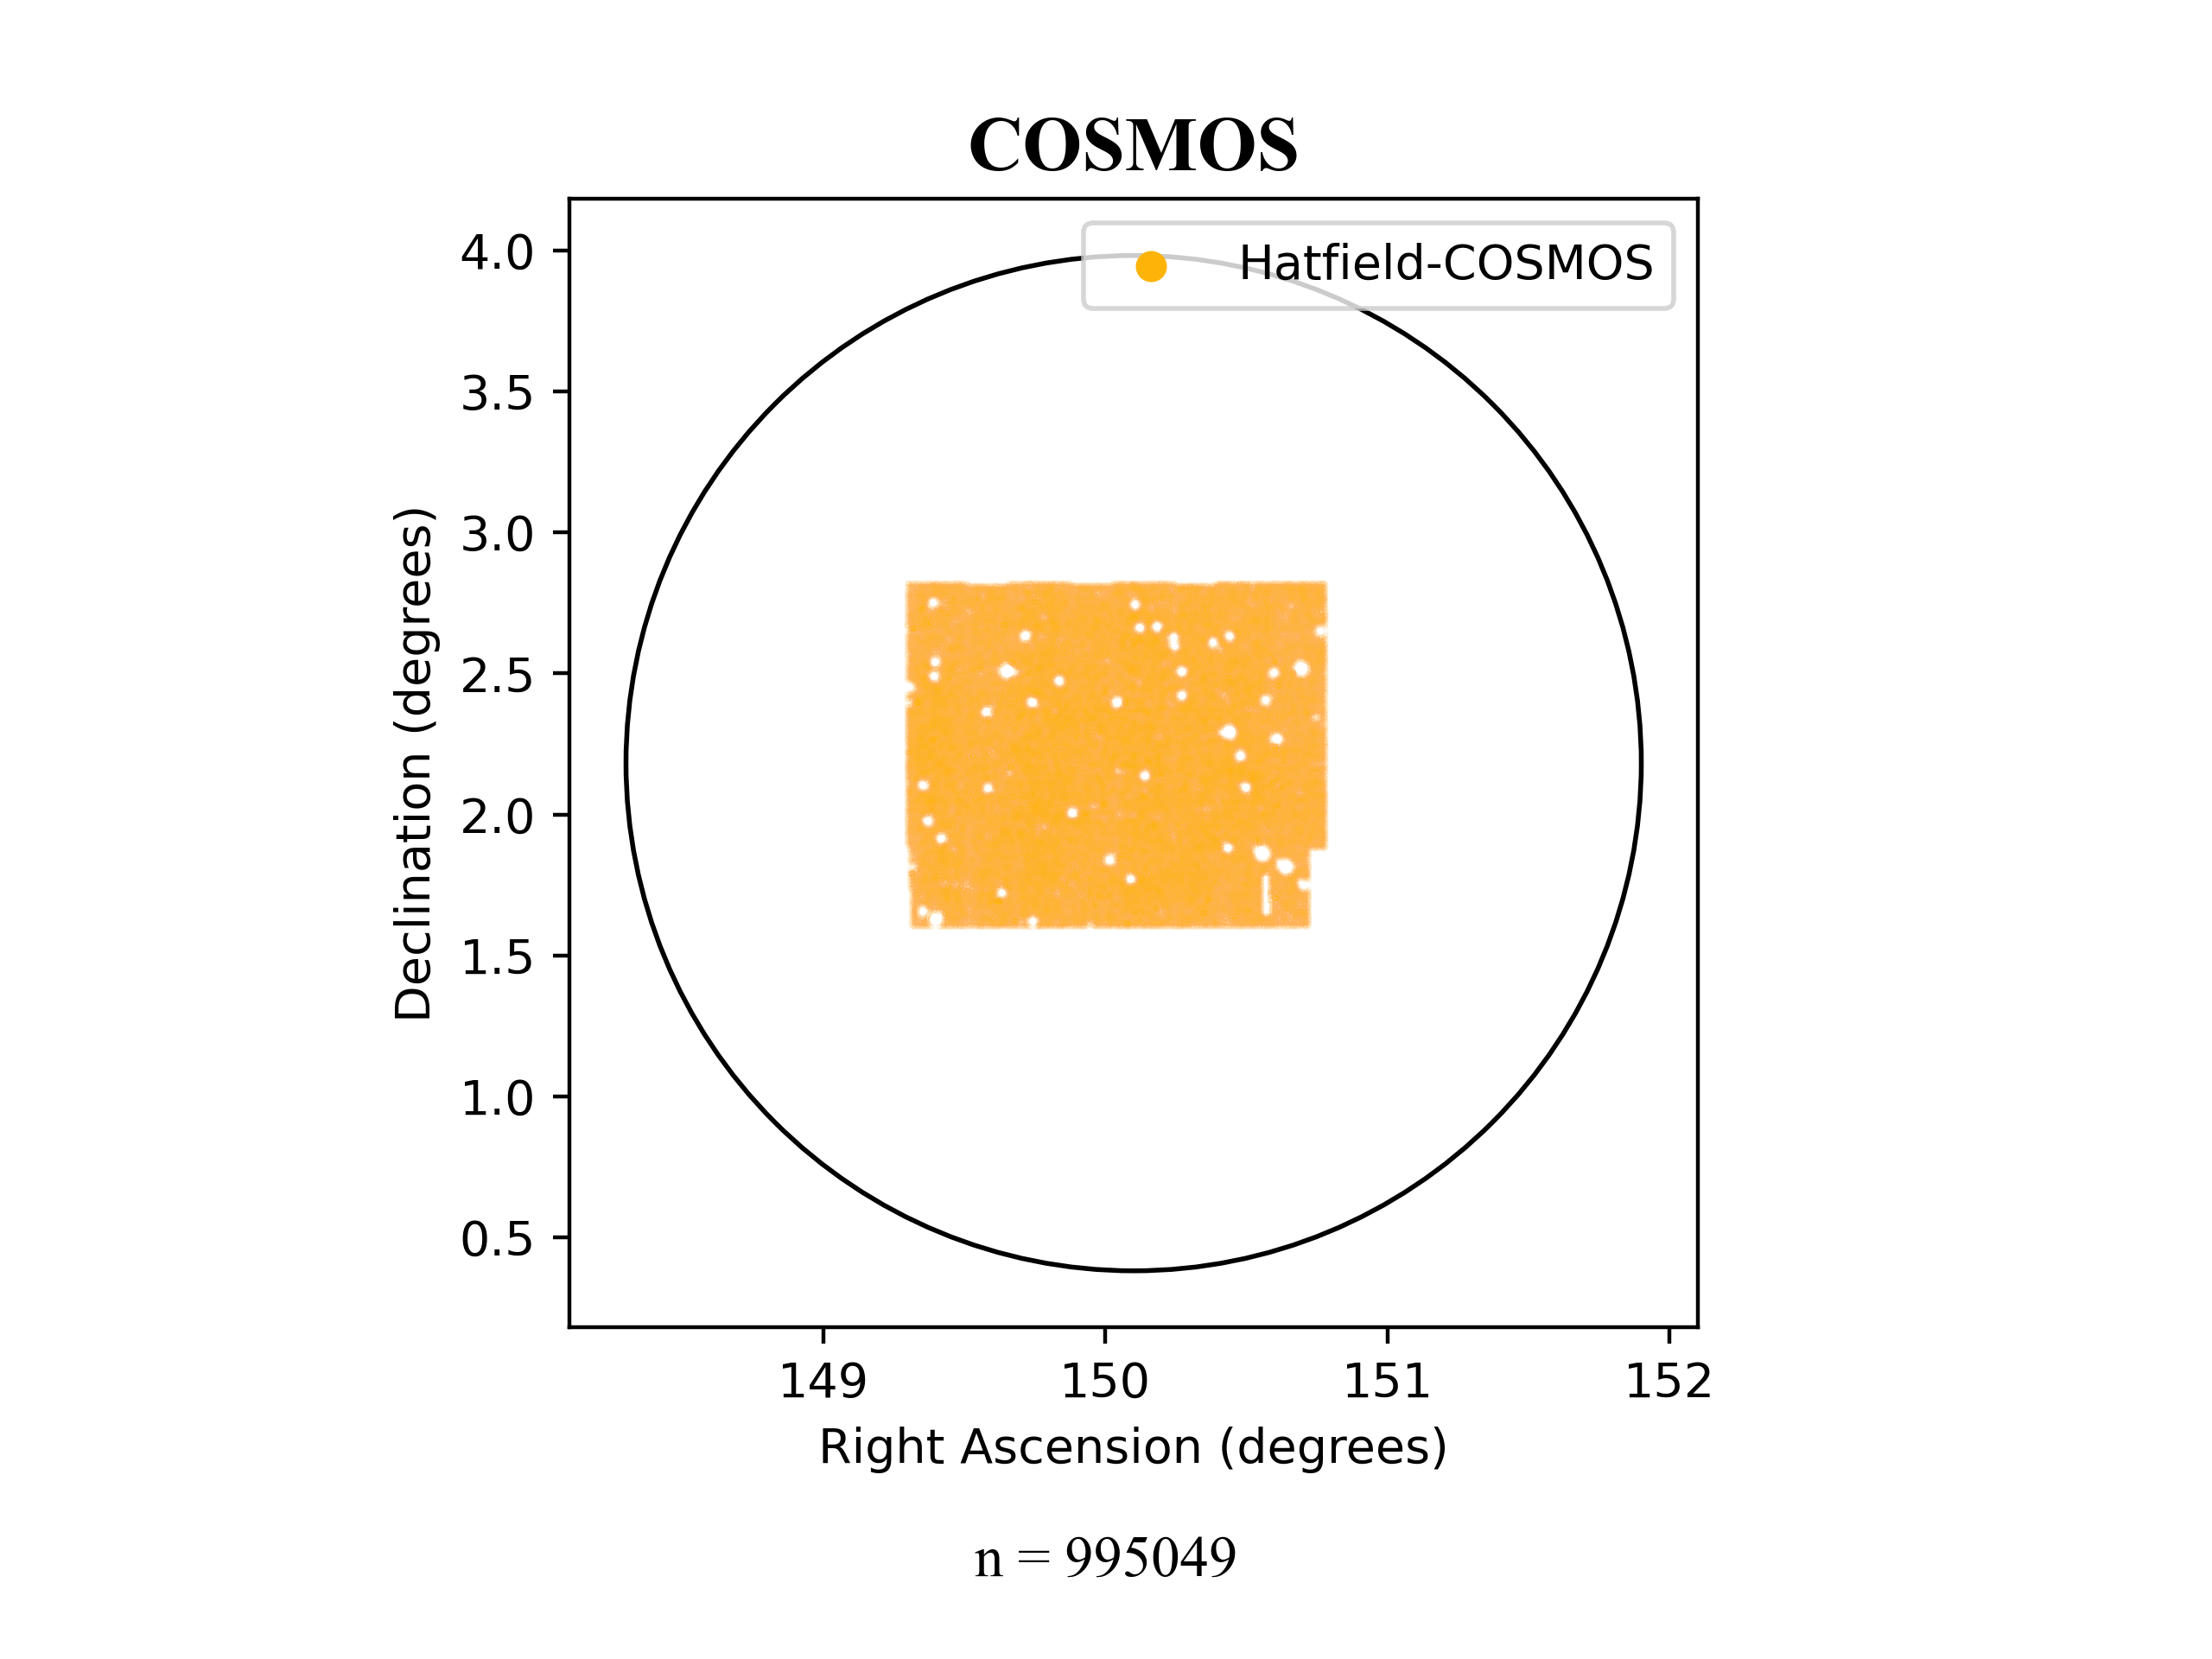 COSMOS
Hatfield-COSMOS
4.0
3.5
3.0
2.5
2.0
1.5
1.0
0.5
Declination (degrees)
149 150 151 152
Right Ascension (degrees)
n = 995049